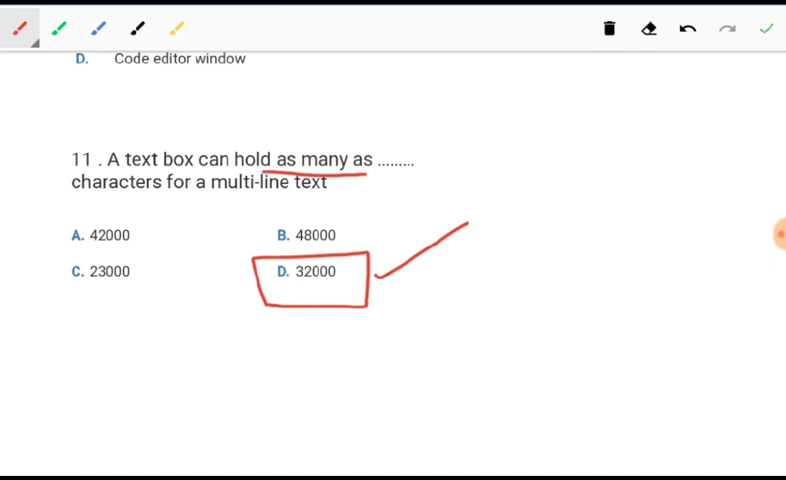 D. Code editor window
11 . A text box can hold as many as .........
characters for a multi-line text
A. 42000 B. 48000
C. 23000 D. 32000